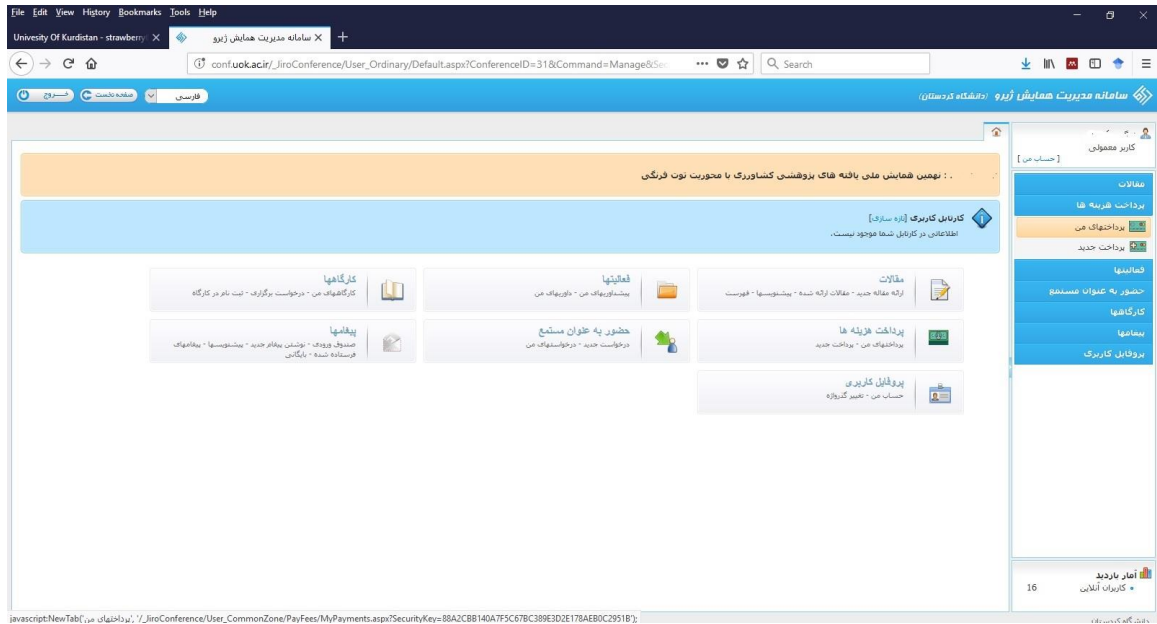 File Edit View History Bookmarks Tools Help
Univesity Of Kurdistan - strawberry
سامانه مدیریت همایش ژیرو
conf.uok.ac.ir/_JiroConference/User_Ordinary/Default.aspx?ConferenceID=31&Command=Manage&Sec
Search
سامانه مدیریت همایش ژیرو (دانشگاه کردستان)
فارسی
صفحه نخست
خـــروج
کاربر معمولی
[ حساب من ]
مقالات
پرداخت هزینه ها
پرداختهای من
پرداخت جدید
فعالیتها
حضور به عنوان مستمع
کارگاهها
پیغامها
پروفایل کاربری
آمار بازدید
کاربران آنلاین 16
دانشگاه کردستان
. : نهمین همایش ملی یافته های پژوهشی کشاورزی با محوریت توت فرنگی
کارتابل کاربری [تازه سازی]
اطلاعاتی در کارتابل شما موجود نیست.
مقالات
ارائه مقاله جدید - مقالات ارائه شده - پیشنویسها - فهرست
فعالیتها
پیشداوریهای من - داوریهای من
کارگاهها
کارگاههای من - درخواست برگزاری - ثبت نام در کارگاه
پرداخت هزینه ها
پرداختهای من - پرداخت جدید
حضور به عنوان مستمع
درخواست جدید - درخواستهای من
پیغامها
صندوق ورودی - نوشتن پیغام جدید - پیشنویسها - پیغامهای
فرستاده شده - بایگانی
پروفایل کاربری
حساب من - تغییر گذرواژه
javascript:NewTab('پرداختهای من', '/_JiroConference/User_CommonZone/PayFees/MyPayments.aspx?SecurityKey=88A2CBB140A7F5C67BC389E3D2E178AEB0C2951B');